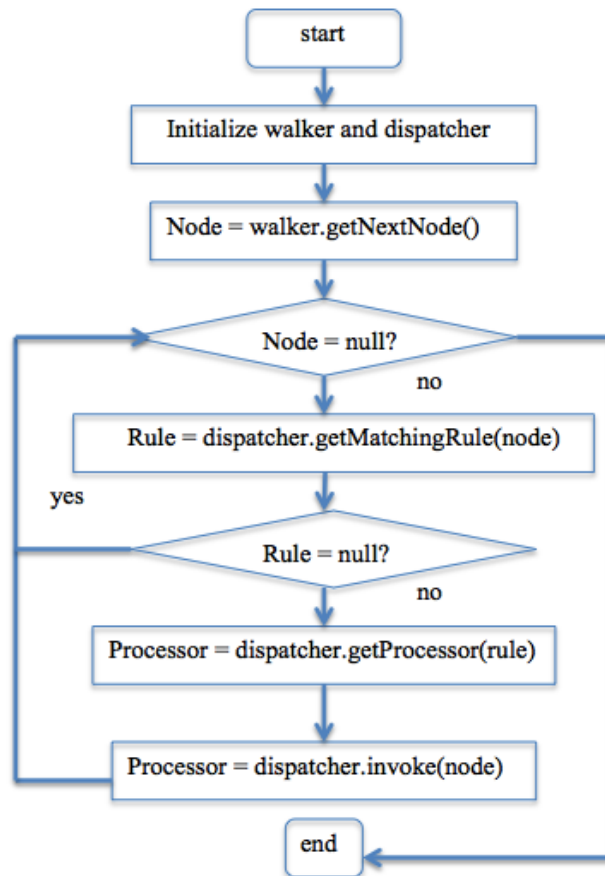 start
Initialize walker and dispatcher
Node = walker.getNextNode()
Node = null?
no
Rule = dispatcher.getMatchingRule(node)
yes
Rule = null?
no
Processor = dispatcher.getProcessor(rule)
Processor = dispatcher.invoke(node)
end